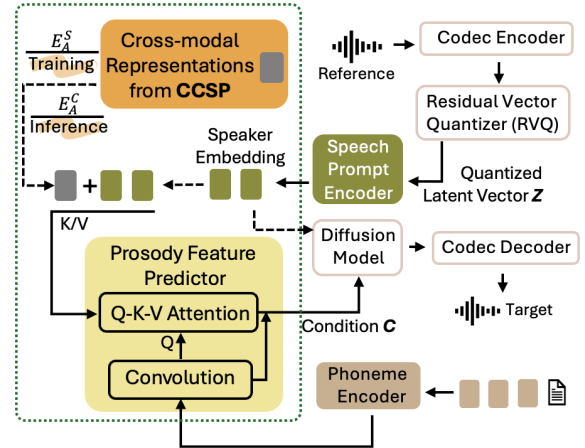 E_A^S
Training
E_A^C
Inference
Cross-modal
Representations
from CCSP
Reference
Codec Encoder
Residual Vector
Quantizer (RVQ)
Speaker
Embedding
Speech
Prompt
Encoder
Quantized
Latent Vector Z
+
K/V
Prosody Feature
Predictor
Q-K-V Attention
Q
Convolution
Diffusion
Model
Codec Decoder
Target
Condition C
Phoneme
Encoder